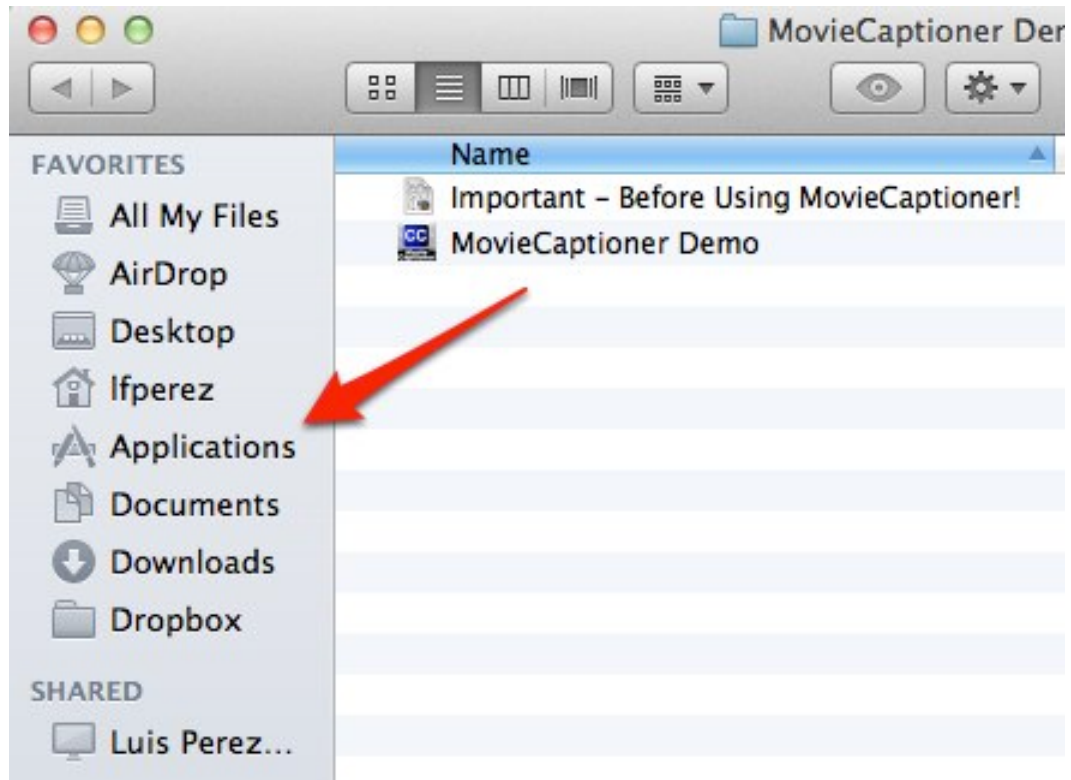 MovieCaptioner Der
FAVORITES
Name
Important – Before Using MovieCaptioner!
All My Files
CC
MovieCaptioner Demo
AirDrop
Desktop
lfperez
Applications
Documents
Downloads
Dropbox
SHARED
Luis Perez...